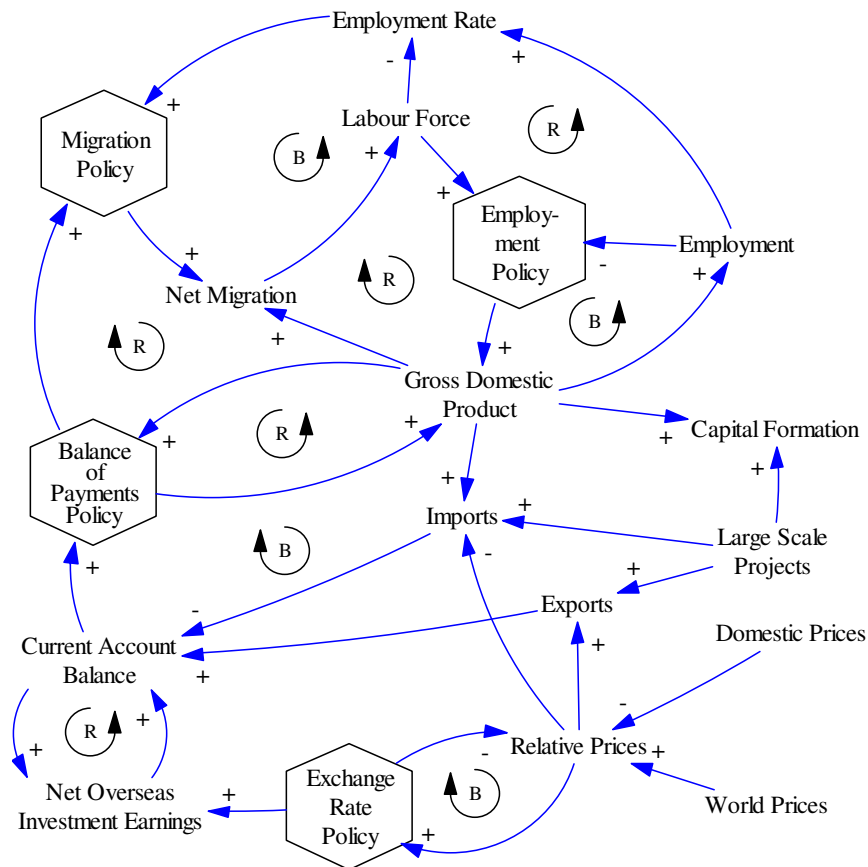 Employment Rate
+
-
+
Labour Force
Migration
Policy
R
B
+
+
Employ-
ment
Policy
+
+
-
Employment
+
Net Migration
R
B
+
R
+
Gross Domestic
Product
+
R
+
+
Capital Formation
Balance
of
Payments
Policy
+
+
Imports
+
-
Large Scale
Projects
B
+
+
Exports
-
Domestic Prices
Current Account
Balance
+
+
-
R
+
+
-
Relative Prices
+
Net Overseas
Investment Earnings
+
Exchange
Rate
Policy
B
+
World Prices